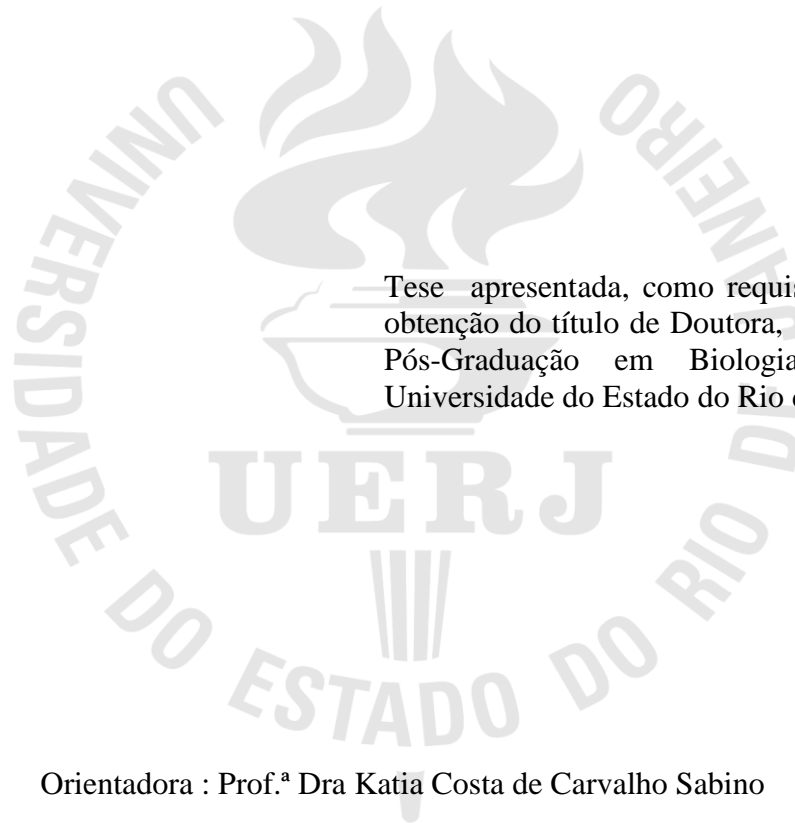 UNIVERSIDADE DO ESTADO DO RIO DE JANEIRO
Tese apresentada, como requis
obtenção do título de Doutora,
Pós-Graduação em Biologia
Universidade do Estado do Rio
UERJ
Orientadora : Prof.ª Dra Katia Costa de Carvalho Sabino